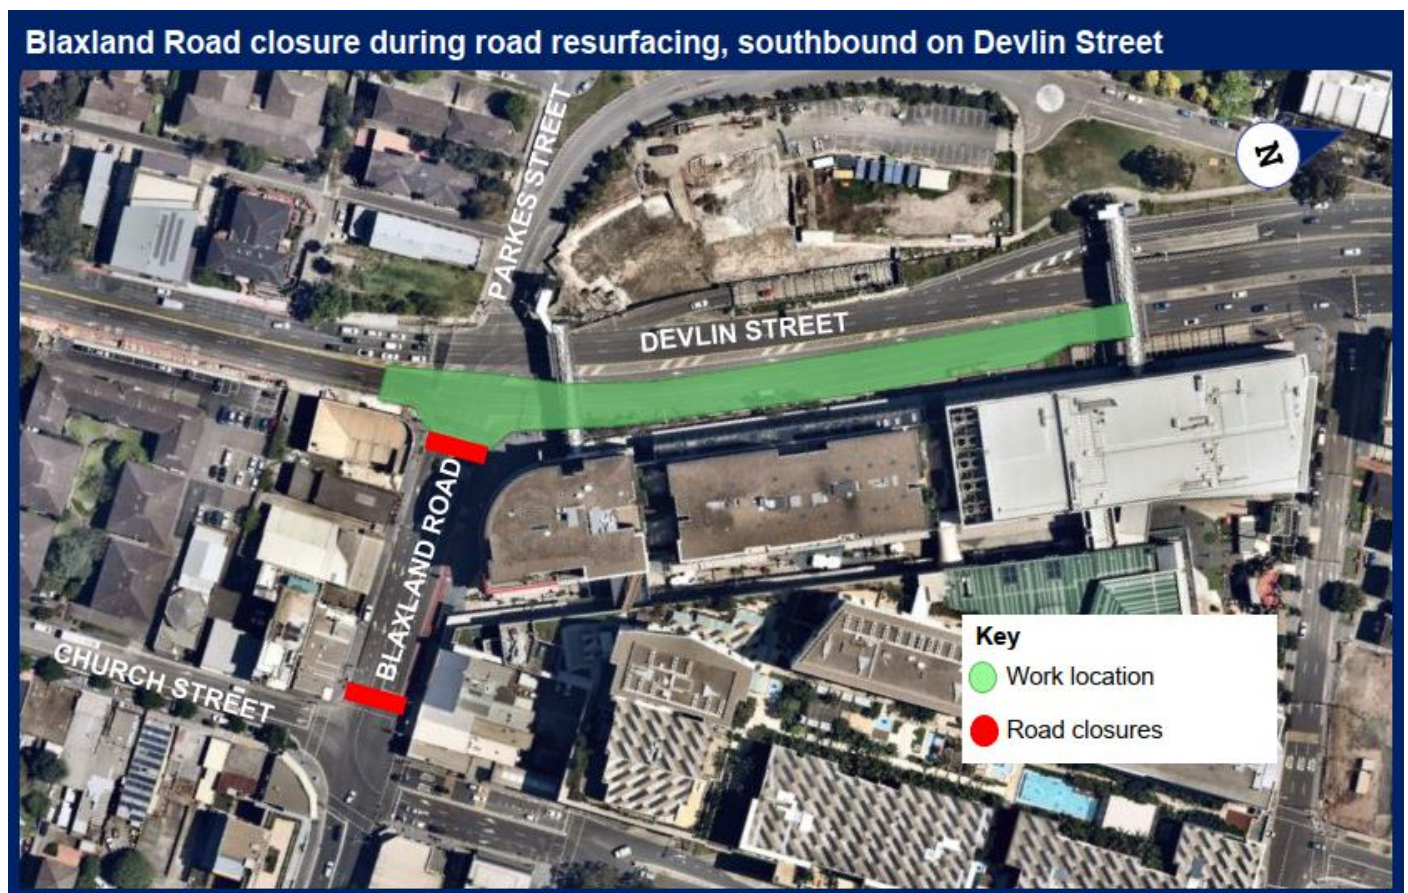 Blaxland Road closure during road resurfacing, southbound on Devlin Street
PARKES STREET
N
DEVLIN STREET
BLAXLAND ROAD
CHURCH STREET
Key
Work location
Road closures